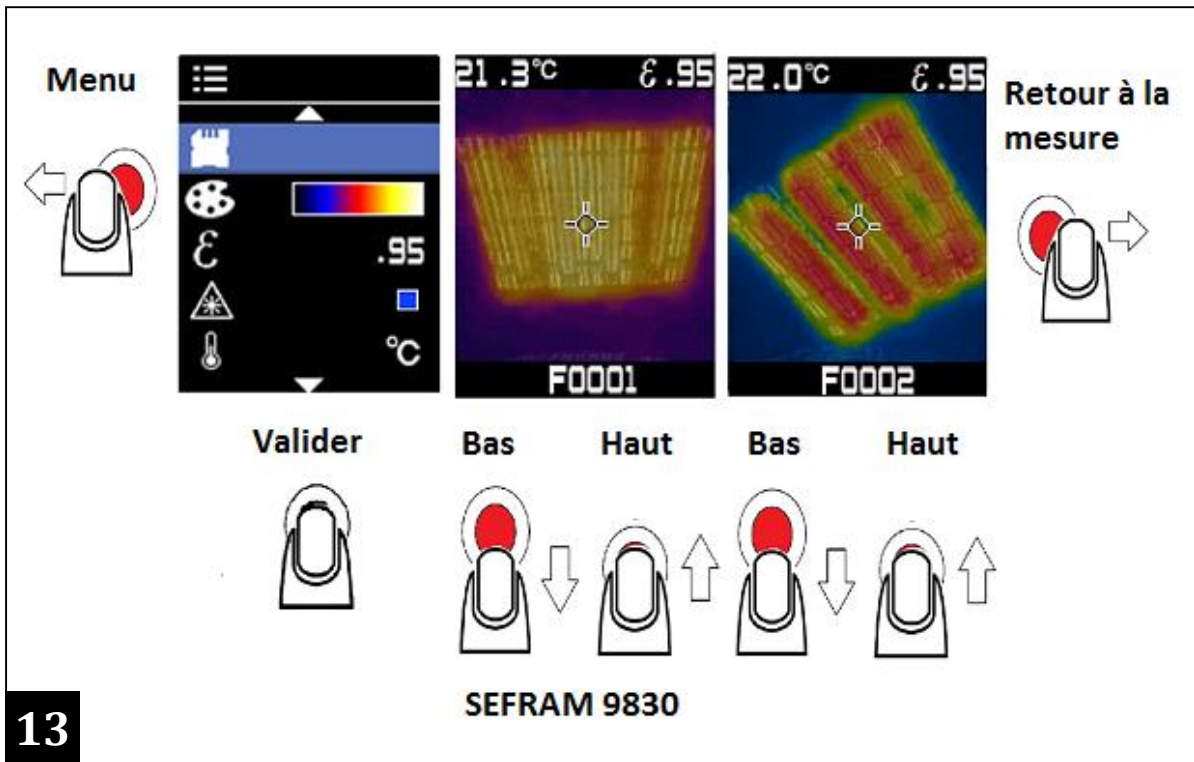 Menu
ε .95
°C
21.3°C ε.95
F0001
22.0°C ε.95
F0002
Retour à la
mesure
Valider
Bas
Haut
Bas
Haut
SEFRAM 9830
13